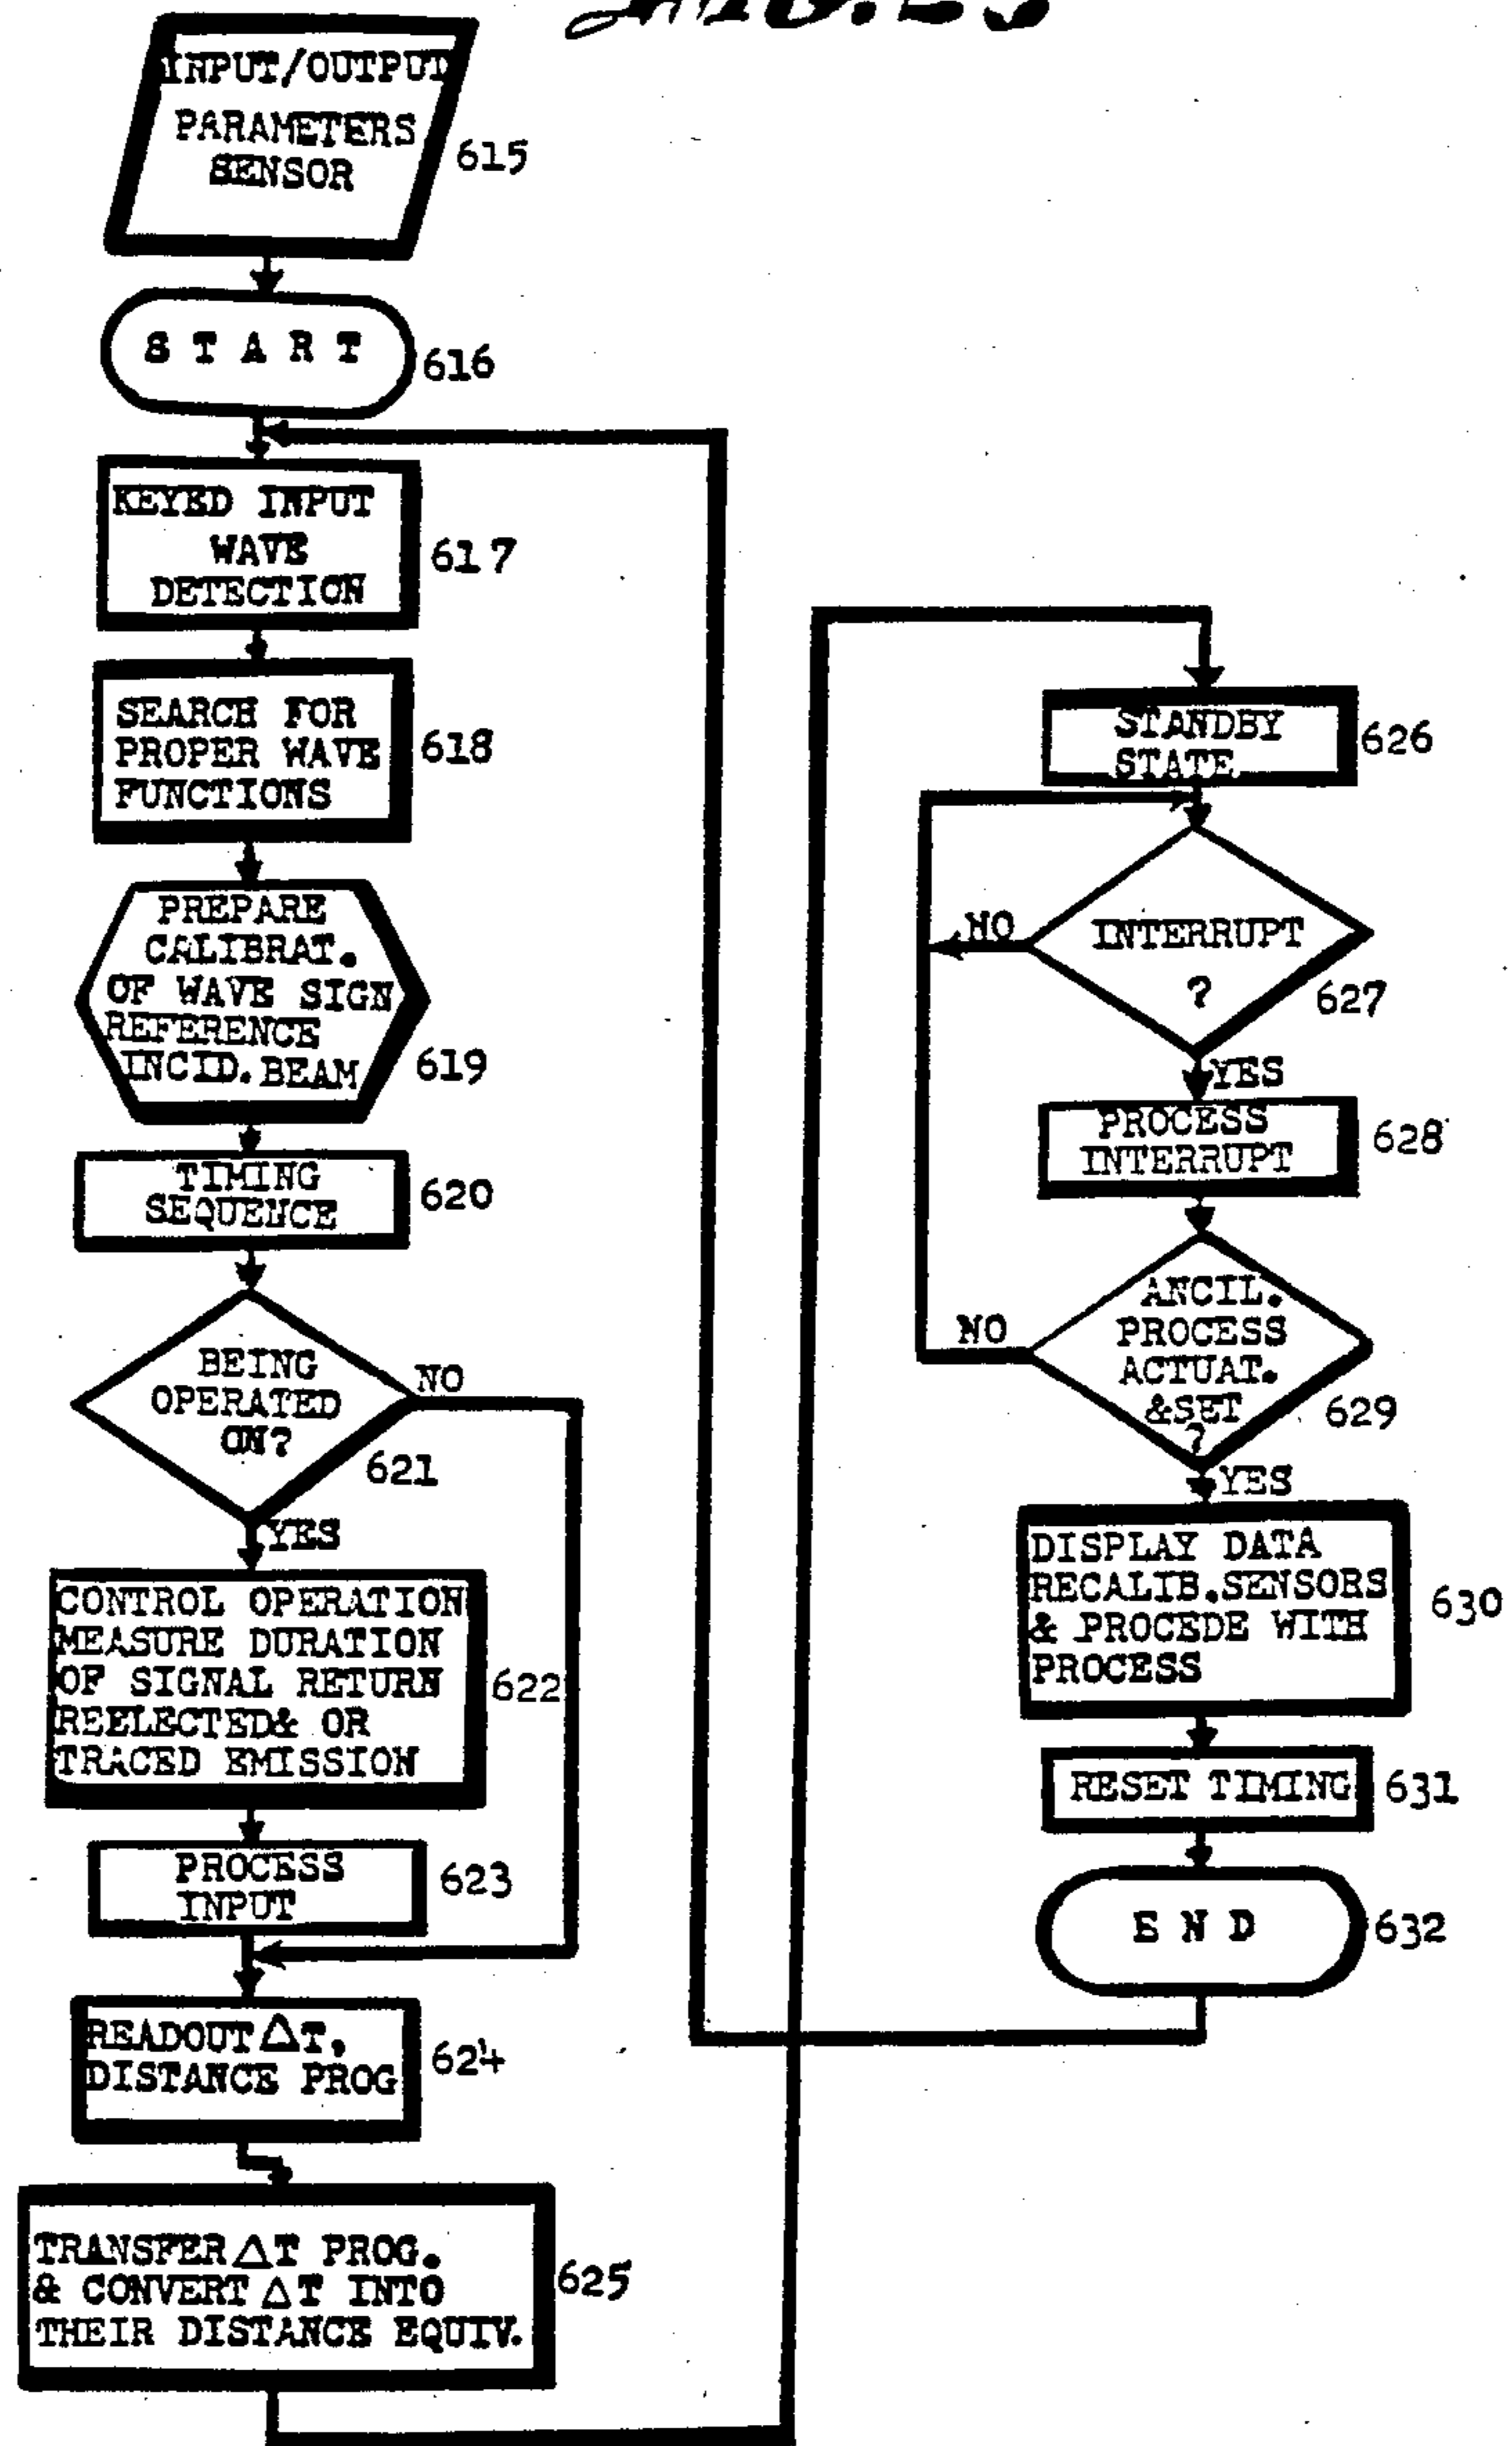 INPUT/OUTPUT
PARAMETERS
SENSOR
615
START
616
KEYED INPUT
WAVE
DETECTION
617
SEARCH FOR
PROPER WAVE
FUNCTIONS
618
PREPARE
CALIBRAT.
OF WAVE SIGN
REFERENCE
INCID. BEAM
619
TIMING
SEQUENCE
620
BEING
OPERATED
ON?
NO
621
YES
CONTROL OPERATION
MEASURE DURATION
OF SIGNAL RETURN
REELECTED& OR
TRACED EMISSION
622
PROCESS
INPUT
623
READOUT △T,
DISTANCE PROG
624
TRANSFER △T PROG.
& CONVERT △T INTO
THEIR DISTANCE EQUIV.
625
STANDBY
STATE
626
NO
INTERRUPT
?
627
YES
PROCESS
INTERRUPT
628
NO
ANCIL.
PROCESS
ACTUAT.
&SET
?
629
YES
DISPLAY DATA
RECALIB.SENSORS
& PROCEDE WITH
PROCESS
630
RESET TIMING
631
END
632